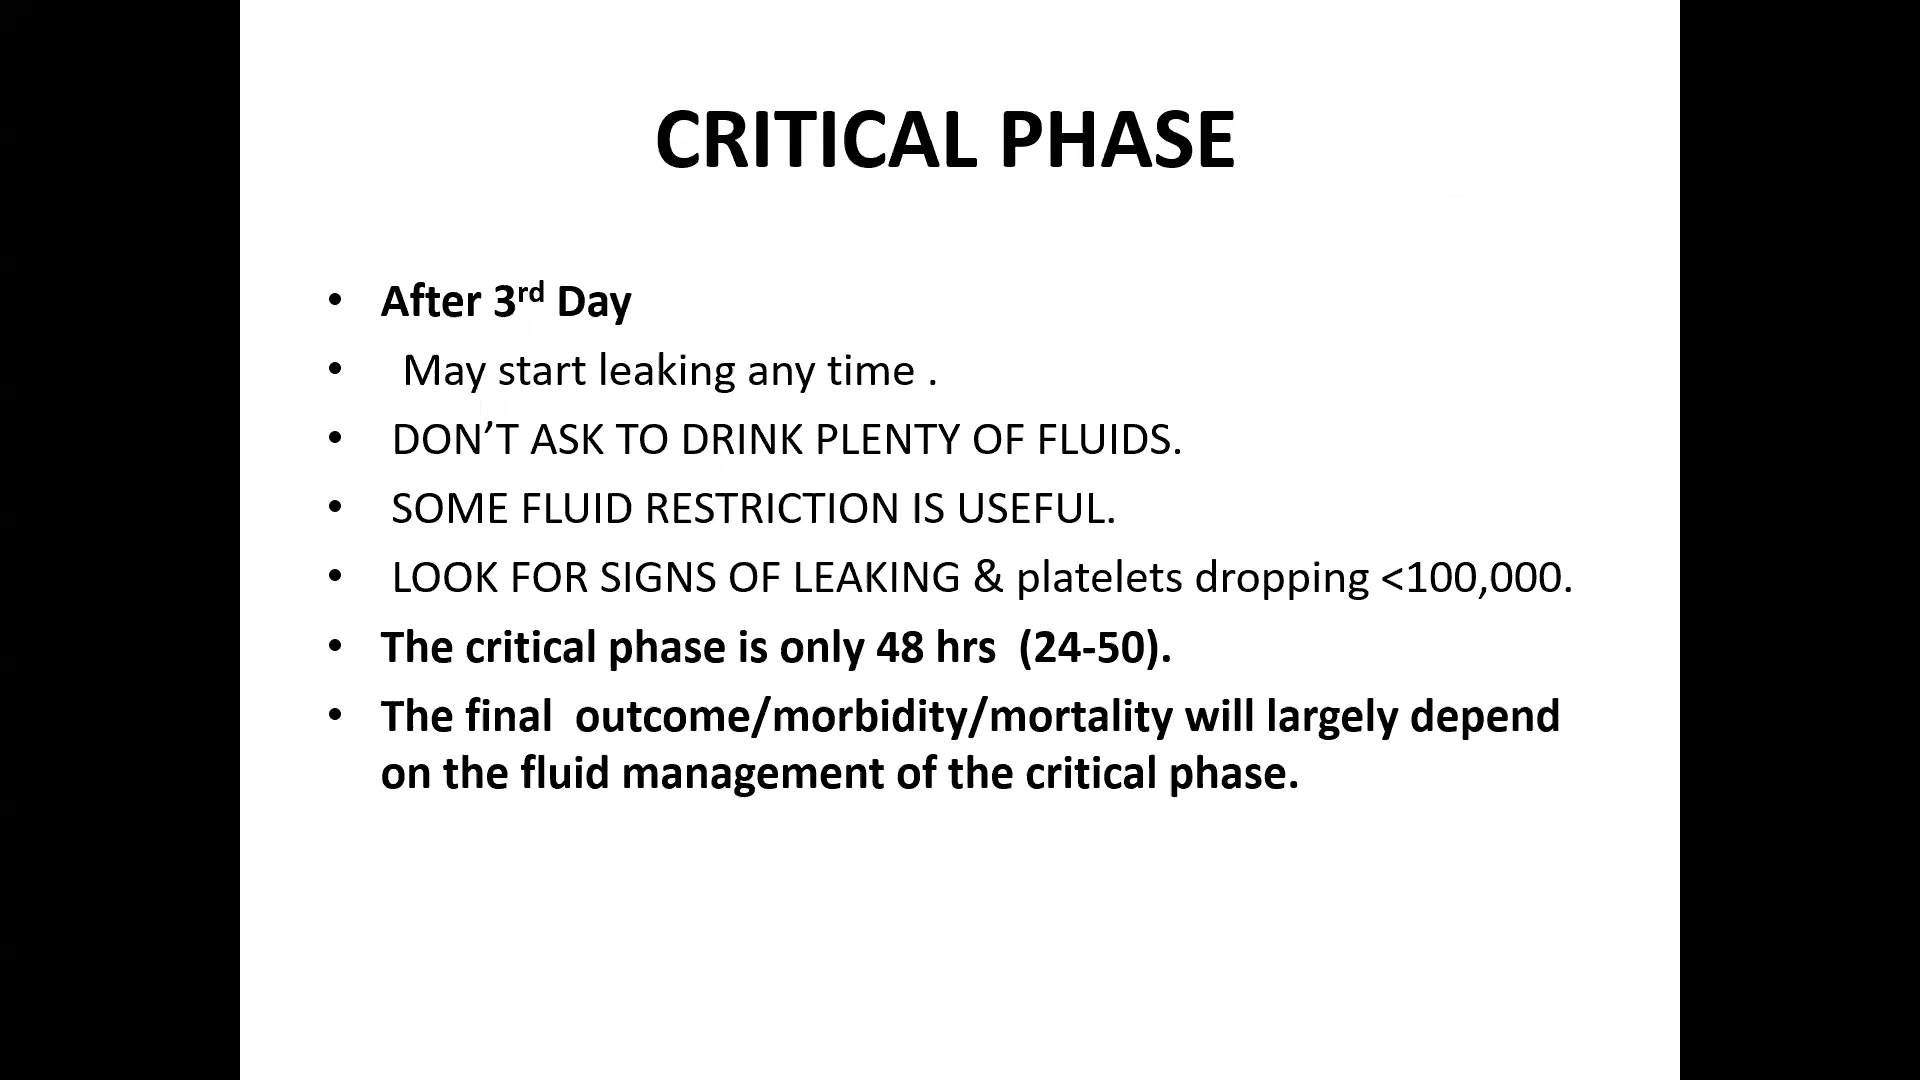 CRITICAL PHASE
• After 3rd Day
• May start leaking any time .
• DON’T ASK TO DRINK PLENTY OF FLUIDS.
• SOME FLUID RESTRICTION IS USEFUL.
• LOOK FOR SIGNS OF LEAKING & platelets dropping <100,000.
• The critical phase is only 48 hrs (24-50).
• The final outcome/morbidity/mortality will largely depend
on the fluid management of the critical phase.